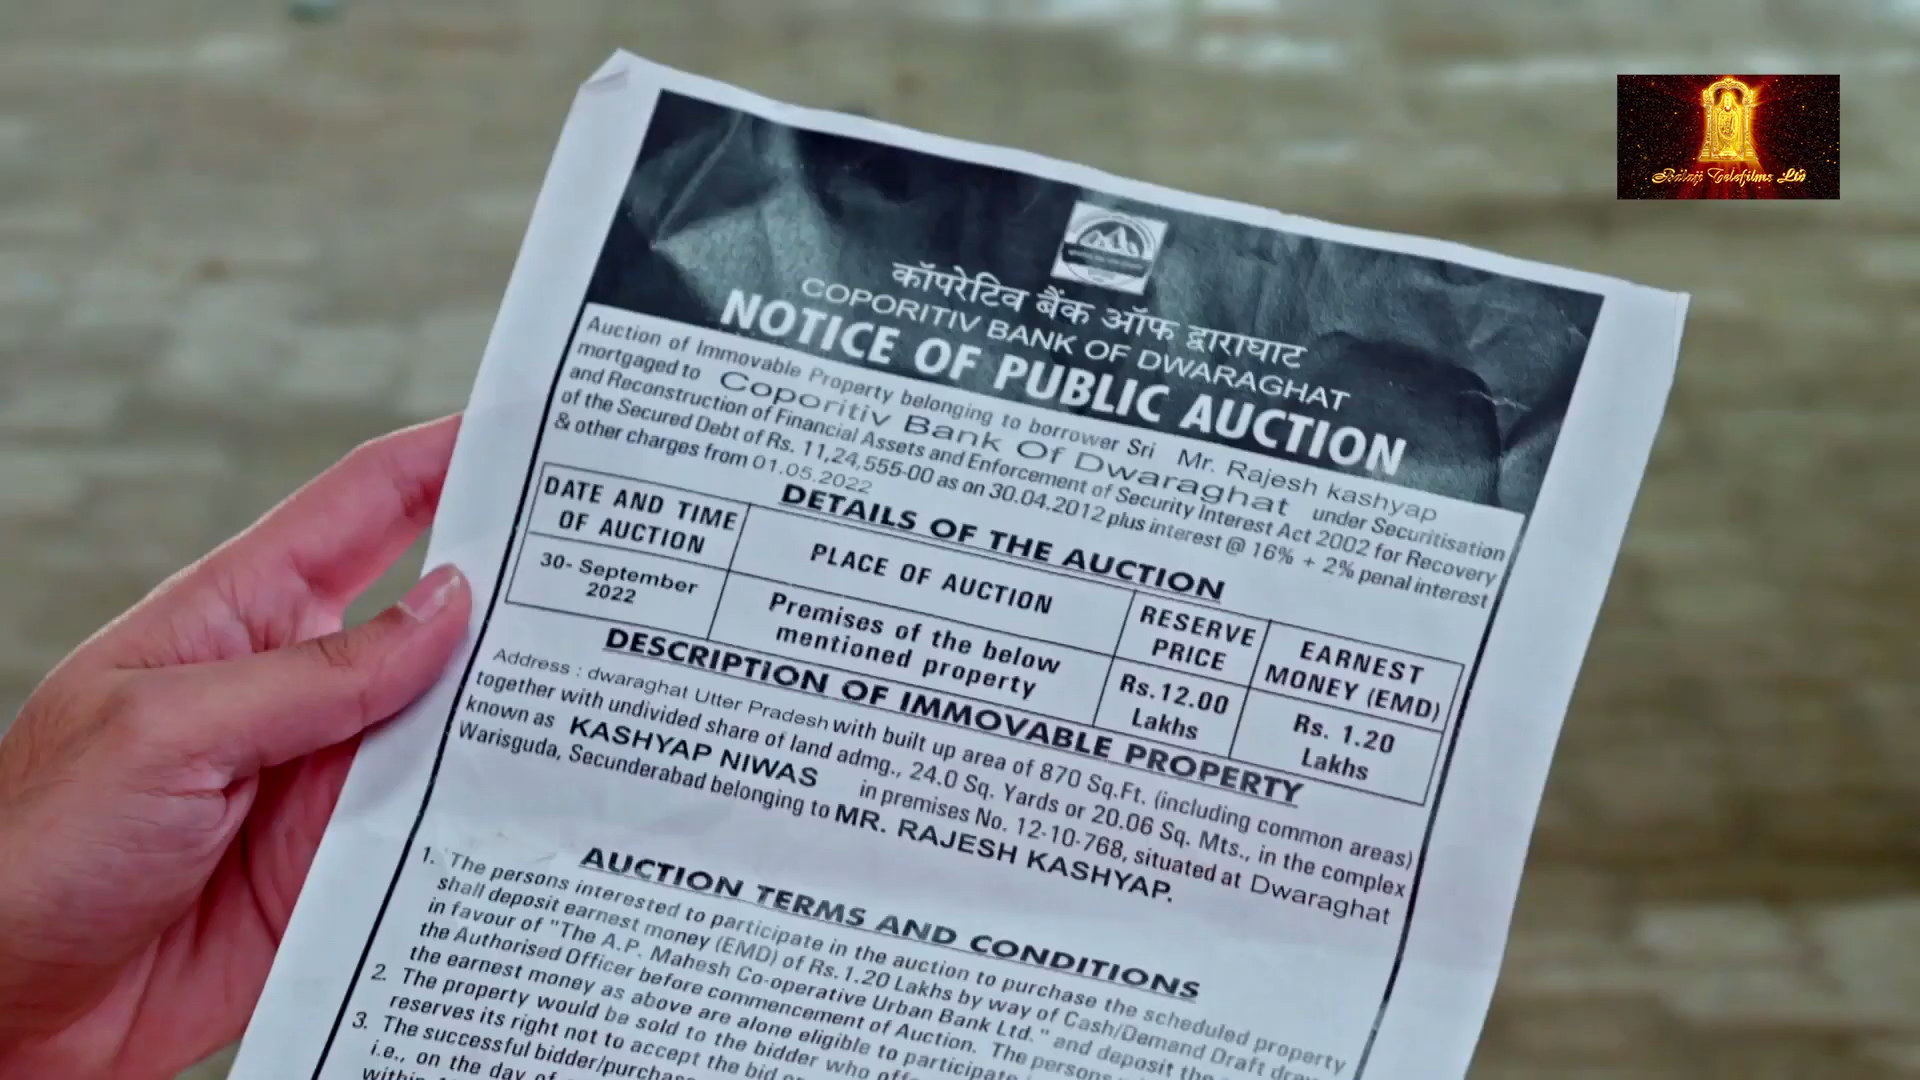 Balaji Telefilms Ltd
कॉपरेटिव बैंक ऑफ द्वाराघाट
COPORITIV BANK OF DWARAGHAT
NOTICE OF PUBLIC AUCTION
Auction of Immovable Property belonging to borrower Sri Mr. Rajesh kashyap
mortgaged to Coporitiv Bank Of Dwaraghat under Securitisation
and Reconstruction of Financial Assets and Enforcement of Security Interest Act 2002 for Recovery
of the Secured Debt of Rs. 11,24,555-00 as on 30.04.2012 plus interest @ 16% + 2% penal interest
& other charges from 01.05.2022
DETAILS OF THE AUCTION
DATE AND TIME
OF AUCTION
PLACE OF AUCTION
RESERVE
PRICE
EARNEST
MONEY (EMD)
30- September
2022
Premises of the below
mentioned property
Rs.12.00
Lakhs
Rs. 1.20
Lakhs
DESCRIPTION OF IMMOVABLE PROPERTY
Address : dwaraghat Utter Pradesh with built up area of 870 Sq.Ft. (including common areas)
together with undivided share of land admg., 24.0 Sq. Yards or 20.06 Sq. Mts., in the complex
known as KASHYAP NIWAS in premises No. 12-10-768, situated at Dwaraghat
Warisguda, Secunderabad belonging to MR. RAJESH KASHYAP.
AUCTION TERMS AND CONDITIONS
1. The persons interested to participate in the auction to purchase the scheduled property
shall deposit earnest money (EMD) of Rs.1.20 Lakhs by way of Cash/Demand Draft
in favour of "The A.P. Mahesh Co-operative Urban Bank Ltd." and deposit the
the Authorised Officer before commencement of Auction. The persons
the earnest money as above are alone eligible to participate
2. The property would be sold to the bidder who
reserves its right not to accept the bid
3. The successful
i.e., on the day of